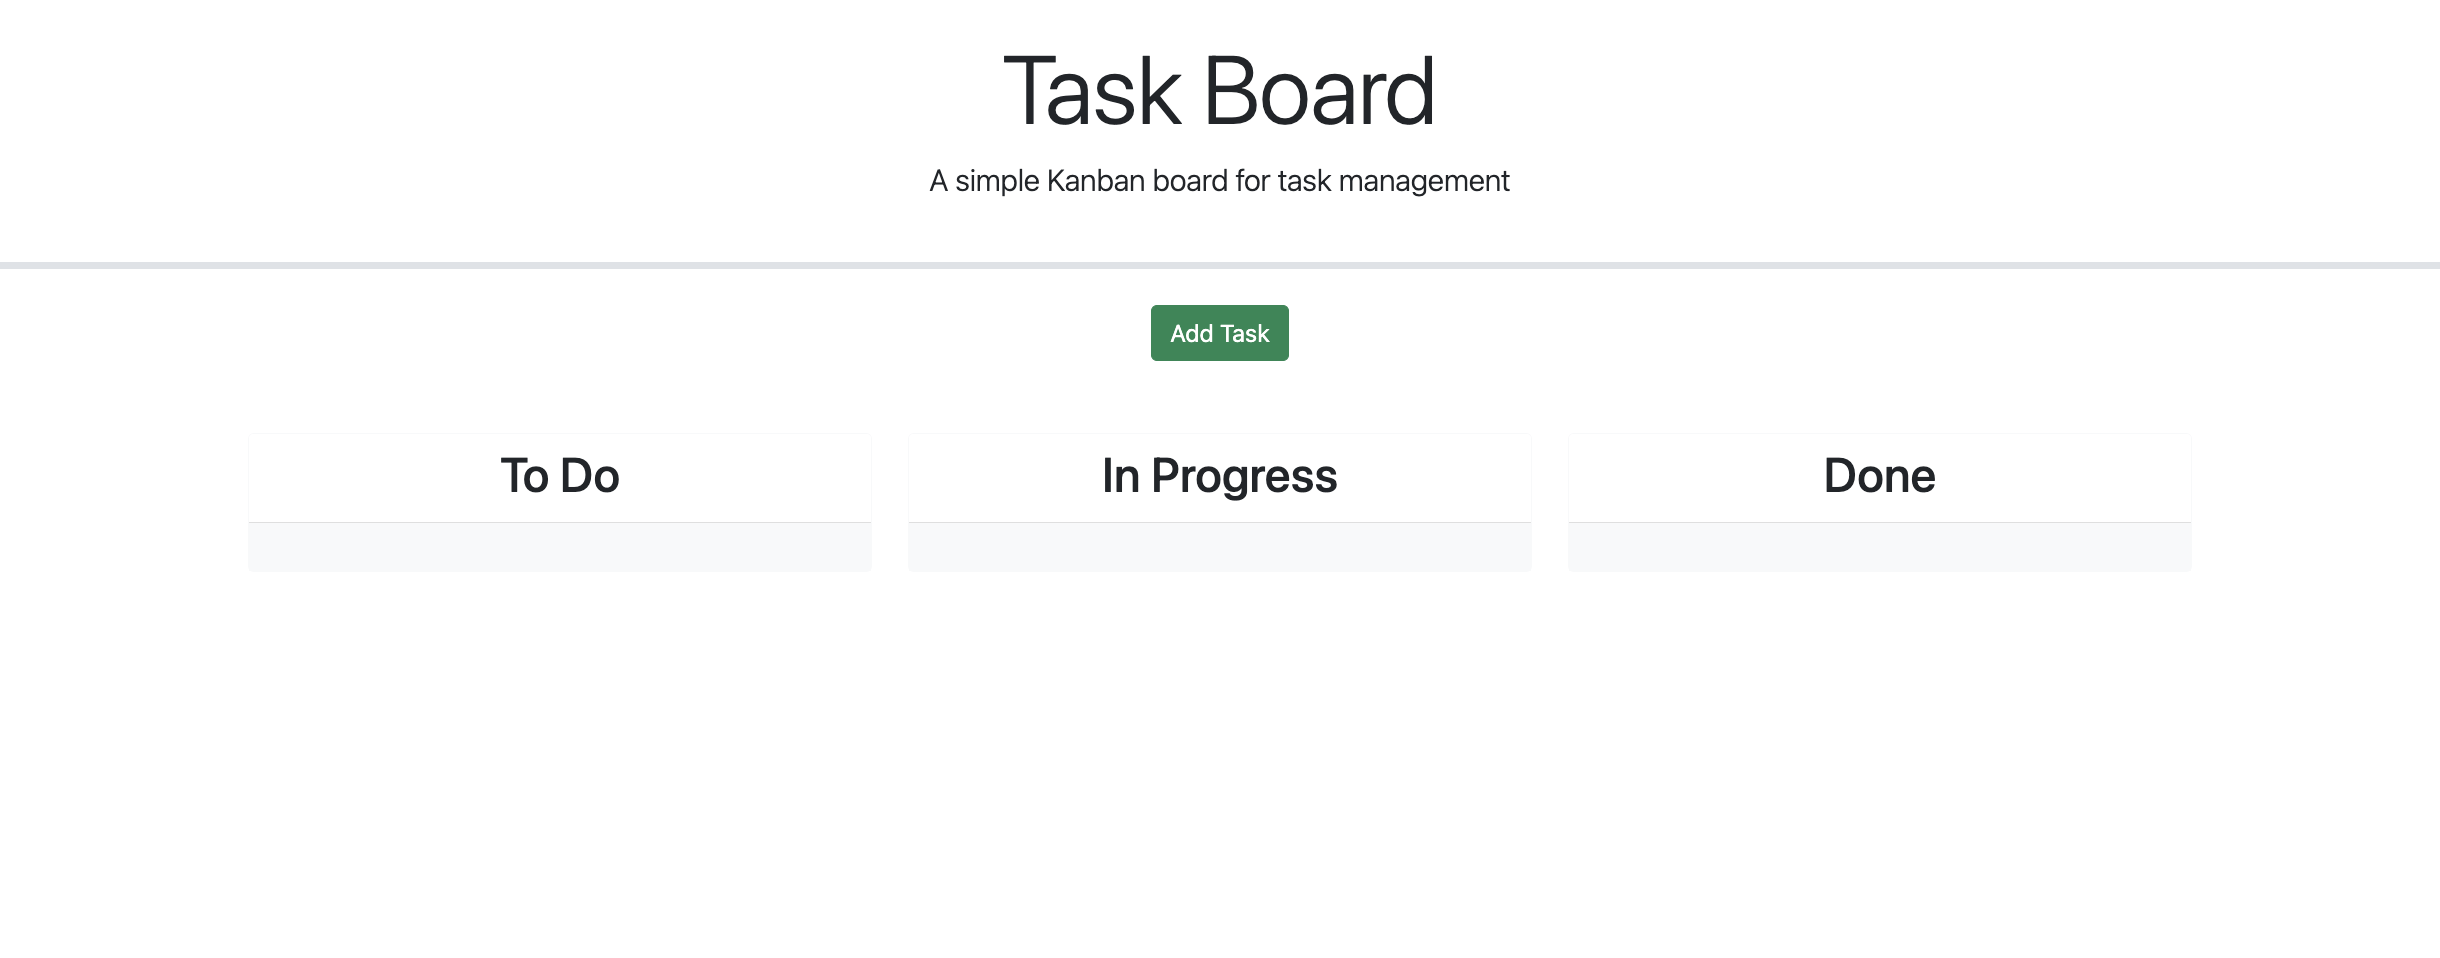 Task Board
A simple Kanban board for task management
Add Task
To Do
In Progress
Done